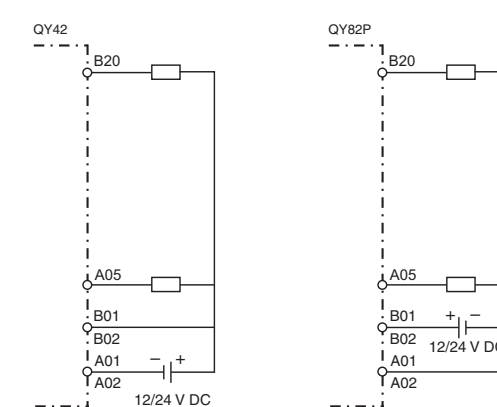 QY42
B20
A05
B01
B02
A01
A02
− +
12/24 V DC
QY82P
B20
A05
B01
B02
+ −
12/24 V DC
A01
A02